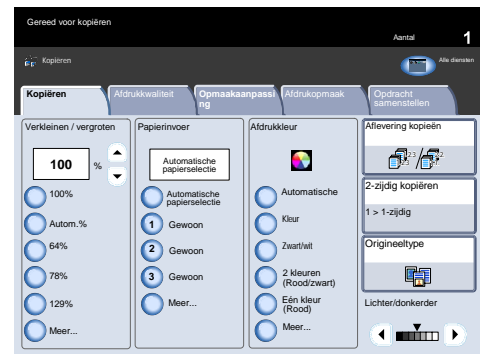 Gereed voor kopiëren
Aantal 1
Kopiëren
Alle diensten
Kopiëren
Afdrukkwaliteit
Opmaakaanpassi
ng
Afdrukopmaak
Opdracht
samenstellen
Verkleinen / vergroten
100 %
100%
Autom.%
64%
78%
129%
Meer...
Papierinvoer
Automatische
papierselectie
Automatische
papierselectie
1 Gewoon
2 Gewoon
3 Gewoon
Meer...
Afdrukkleur
Automatische
Kleur
Zwart/wit
2 kleuren
(Rood/zwart)
Eén kleur
(Rood)
Meer...
Aflevering kopieën
2-zijdig kopiëren
1 > 1-zijdig
Origineeltype
Lichter/donkerder